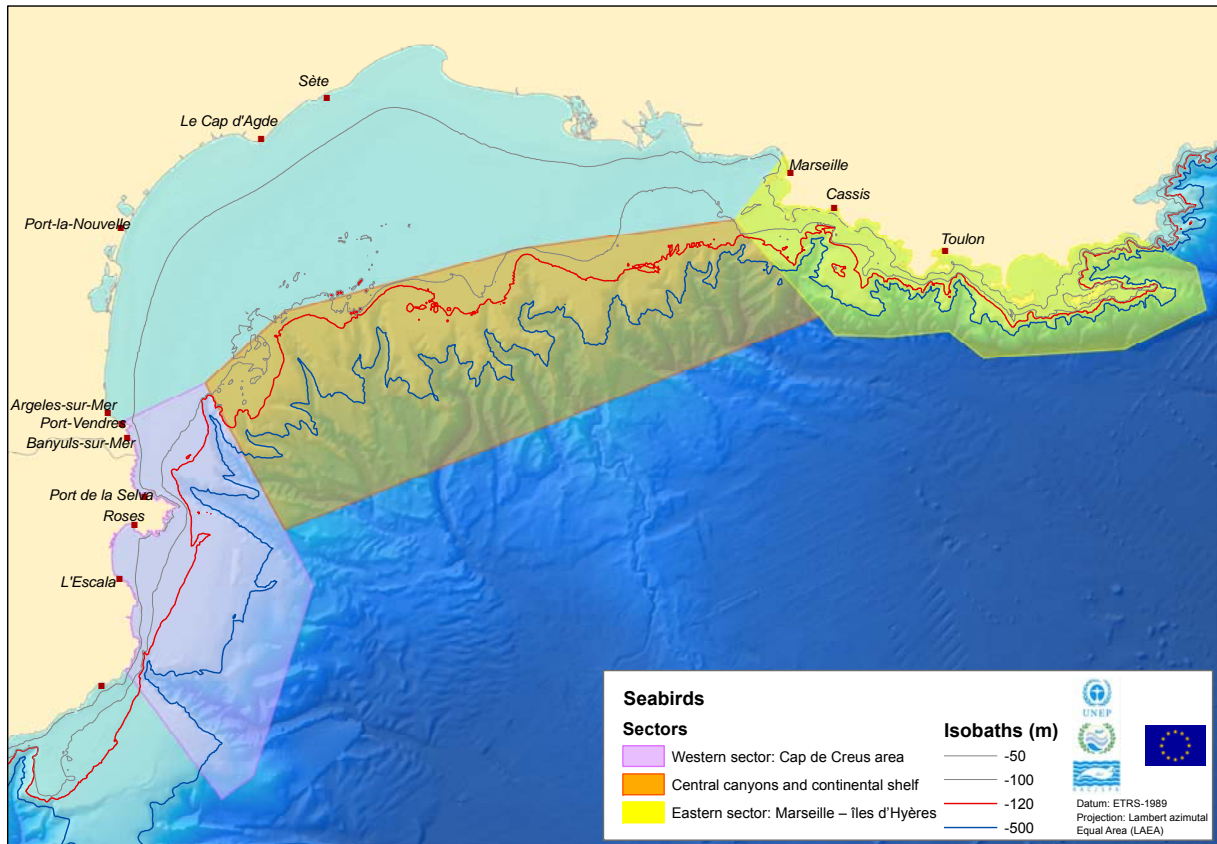 Sète
Le Cap d'Agde
Marseille
Cassis
Port-la-Nouvelle
Toulon
Argeles-sur-Mer
Port-Vendres
Banyuls-sur-Mer
Port de la Selva
Roses
L'Escala
Seabirds
Sectors
Western sector: Cap de Creus area
Central canyons and continental shelf
Eastern sector: Marseille – îles d'Hyères
Isobaths (m)
-50
-100
-120
-500
UNEP
RAC/SPA
Datum: ETRS-1989
Projection: Lambert azimutal
Equal Area (LAEA)